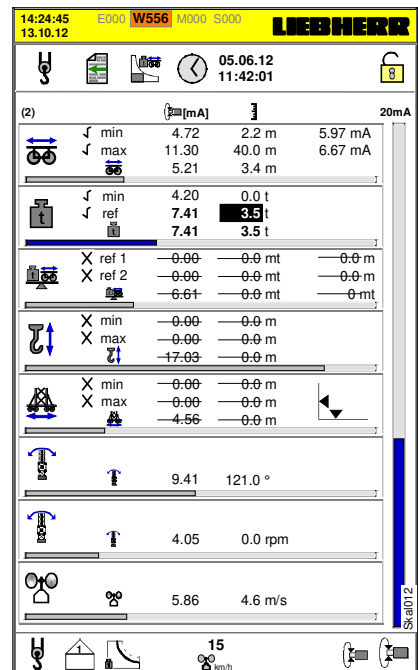 14:24:45 E000 W556 M000 S000 LIEBHERR
13.10.12
05.06.12
11:42:01
8
(2) [mA] 20mA
min 4.72 2.2 m 5.97 mA
max 11.30 40.0 m 6.67 mA
5.21 3.4 m
min 4.20 0.0 t
t ref 7.41 3.5 t
t 7.41 3.5 t
ref 1 0.00 0.0 mt 0.0 m
t ref 2 0.00 0.0 mt 0.0 m
6.61 0.0 mt 0 mt
min 0.00 0.0 m
max 0.00 0.0 m
17.03 0.0 m
min 0.00 0.0 m
max 0.00 0.0 m
4.56 0.0 m
9.41 121.0 °
4.05 0.0 rpm
5.86 4.6 m/s
Skal012
1 15
km/h